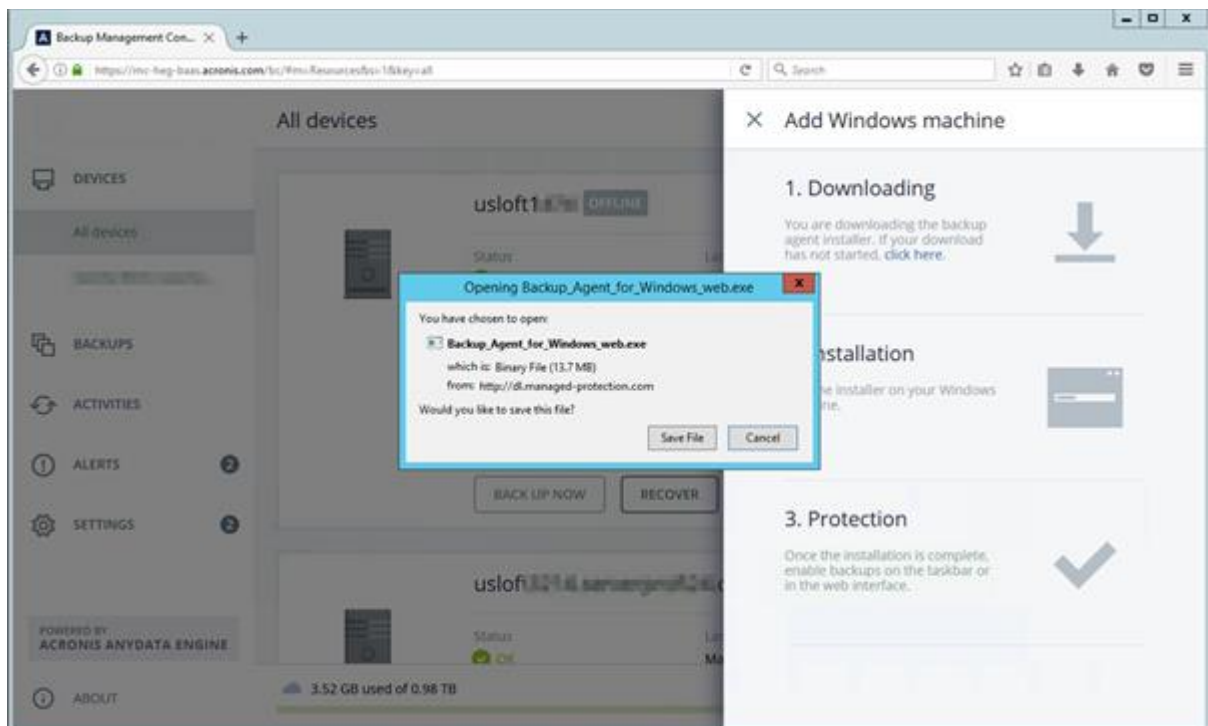 Backup Management Con...
https://mc-heg-baas.acronis.com/bc/#m=Resources&s=1&key=all
Search
All devices
Add Windows machine
DEVICES
All devices
BACKUPS
ACTIVITIES
ALERTS 2
SETTINGS 2
POWERED BY
ACRONIS ANYDATA ENGINE
ABOUT
usloft1
OFFLINE
Status
Opening Backup_Agent_for_Windows_web.exe
You have chosen to open:
Backup_Agent_for_Windows_web.exe
which is: Binary File (13.7 MB)
from: http://dl.managed-protection.com
Would you like to save this file?
Save File Cancel
BACK UP NOW RECOVER
uslof
Status
OK
3.52 GB used of 0.98 TB
1. Downloading
You are downloading the backup
agent installer. If your download
has not started, click here.
nstallation
installer on your Windows
3. Protection
Once the installation is complete,
enable backups on the taskbar or
in the web interface.